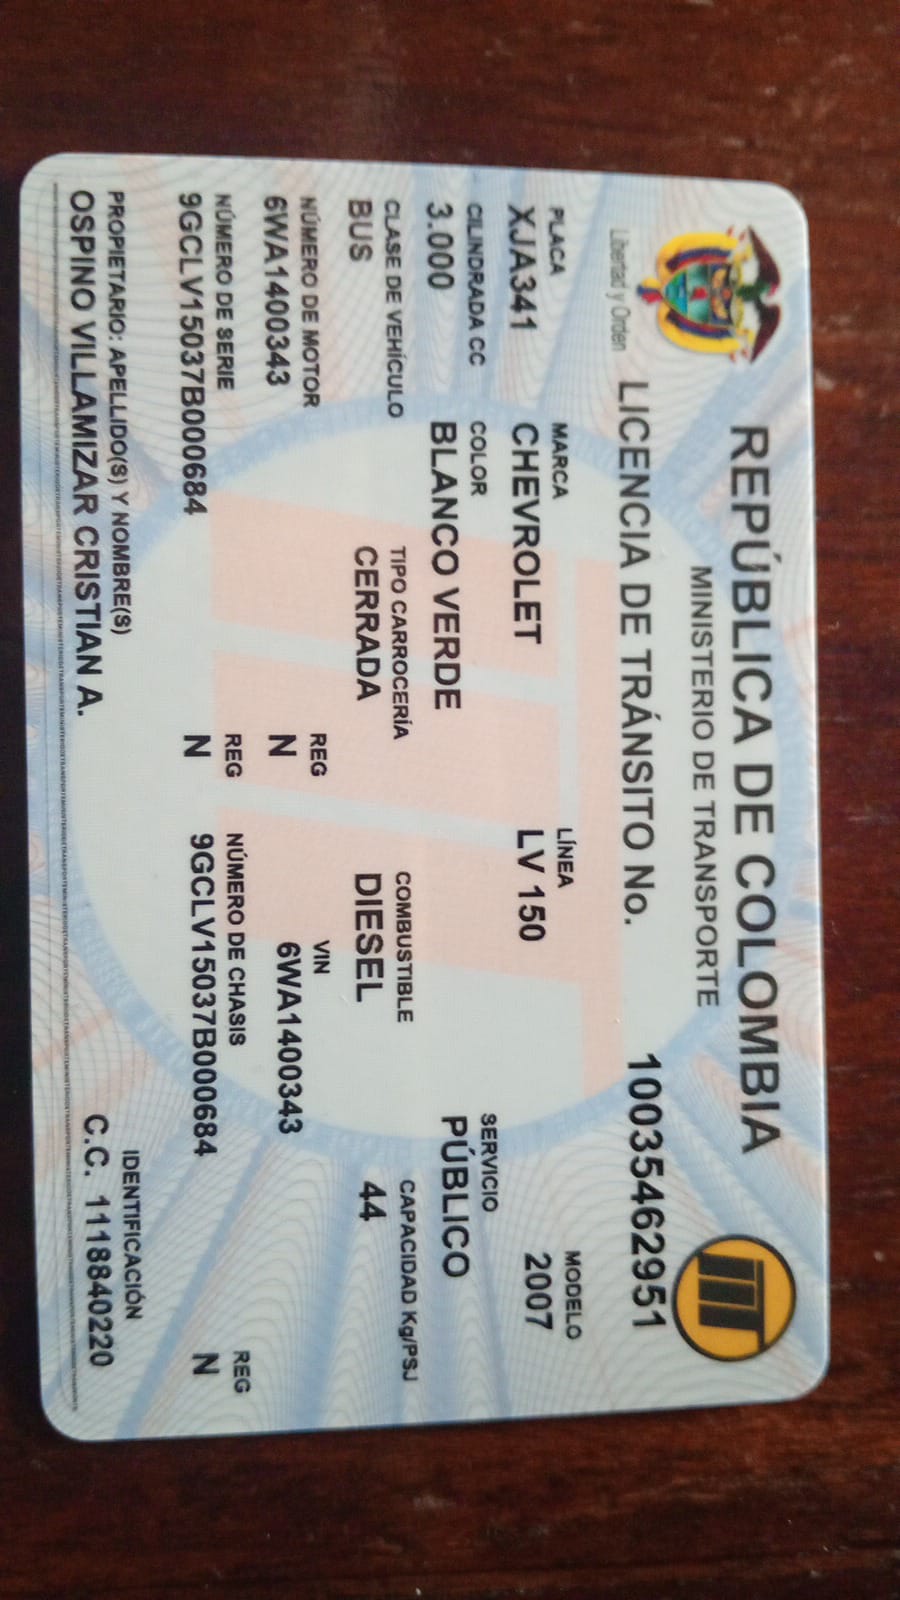 REPÚBLICA DE COLOMBIA
MINISTERIO DE TRANSPORTE
Libertad y Orden
LICENCIA DE TRÁNSITO No. 10035462951
PLACA MARCA LÍNEA MODELO
XJA341 CHEVROLET LV 150 2007
CILINDRADA CC COLOR SERVICIO
3.000 BLANCO VERDE PÚBLICO
CLASE DE VEHÍCULO TIPO CARROCERÍA COMBUSTIBLE CAPACIDAD Kg/PSJ
BUS CERRADA DIESEL 44
NÚMERO DE MOTOR REG VIN
6WA1400343 N 6WA1400343
NÚMERO DE SERIE REG NÚMERO DE CHASIS REG
9GCLV15037B000684 N 9GCLV15037B000684 N
PROPIETARIO: APELLIDO(S) Y NOMBRE(S) IDENTIFICACIÓN
OSPINO VILLAMIZAR CRISTIAN A. C.C. 1118840220